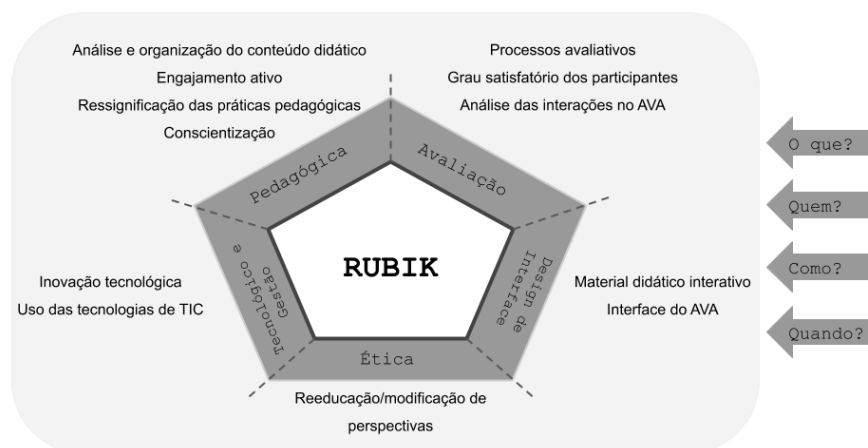 Análise e organização do conteúdo didático
Engajamento ativo
Ressignificação das práticas pedagógicas
Conscientização
Processos avaliativos
Grau satisfatório dos participantes
Análise das interações no AVA
Pedagógica
Avaliação
Tecnológico e
Gestão
RUBIK
Design de
Interface
Ética
Inovação tecnológica
Uso das tecnologias de TIC
Material didático interativo
Interface do AVA
Reeducação/modificação de
perspectivas
O que?
Quem?
Como?
Quando?